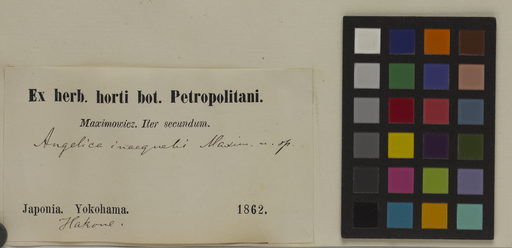 Ex herb. horti bot. Petropolitani.
Maximowicz. Iter secundum.
Angelica inaequalis Maxim. n. sp.
Japonia. Yokohama. 1862.
Hakone.